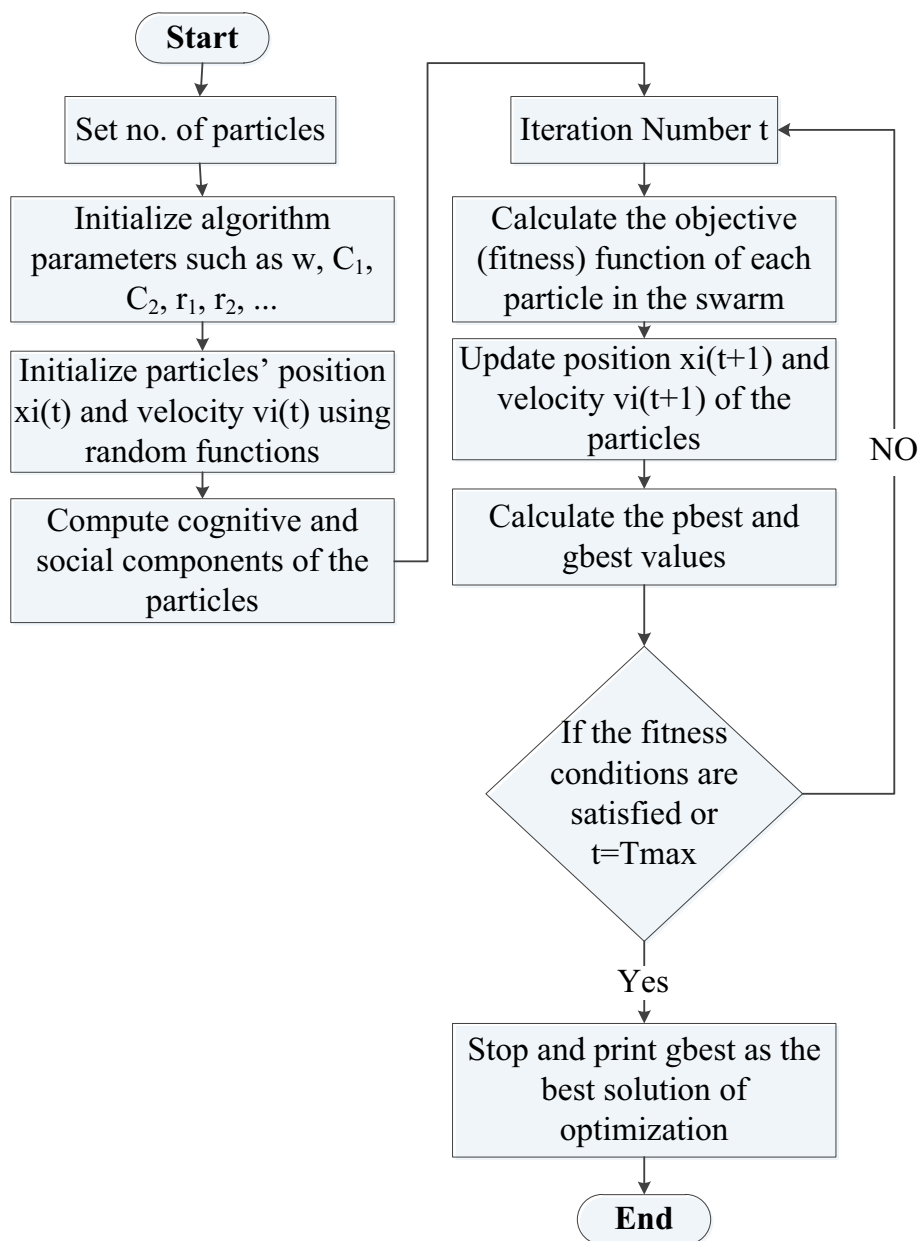 Start
Set no. of particles
Initialize algorithm
parameters such as w, C₁,
C₂, r₁, r₂, ...
Initialize particles’ position
xi(t) and velocity vi(t) using
random functions
Compute cognitive and
social components of the
particles
Iteration Number t
Calculate the objective
(fitness) function of each
particle in the swarm
Update position xi(t+1) and
velocity vi(t+1) of the
particles
NO
Calculate the pbest and
gbest values
If the fitness
conditions are
satisfied or
t=Tmax
Yes
Stop and print gbest as the
best solution of
optimization
End